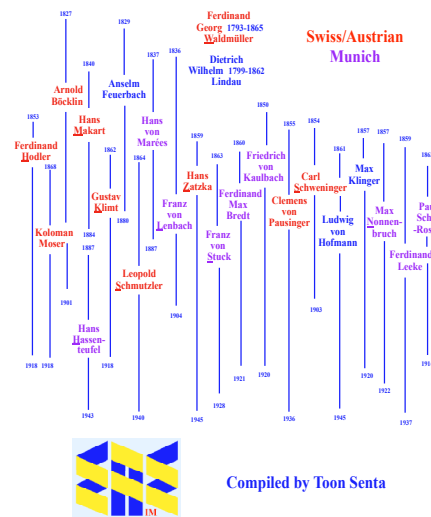 Ferdinand
Georg 1793-1865
Waldmüller
Dietrich
Wilhelm 1799-1862
Lindau
Swiss/Austrian
Munich
1827
Arnold
Böcklin
1901
1829
Anselm
Feuerbach
1880
1840
Hans
Makart
1884
1837
Hans
von
Marées
1887
1836
Franz
von
Lenbach
1904
1853
Ferdinand
Hodler
1918
1868
Koloman
Moser
1918
1887
Hans
Hassen-
teufel
1943
1862
Gustav
Klimt
1918
1864
Leopold
Schmutzler
1940
1859
Hans
Zatzka
1945
1863
Franz
von
Stuck
1928
1860
Ferdinand
Max
Bredt
1921
1850
Friedrich
von
Kaulbach
1920
1855
Clemens
von
Pausinger
1936
1854
Carl
Schweninger
1903
1861
Ludwig
von
Hofmann
1945
1857
Max
Klinger
1920
1857
Max
Nonnen-
bruch
1922
1859
Ferdinand
Leeke
1937
186
Pau
Sch
-Ros
191
1M
Compiled by Toon Senta